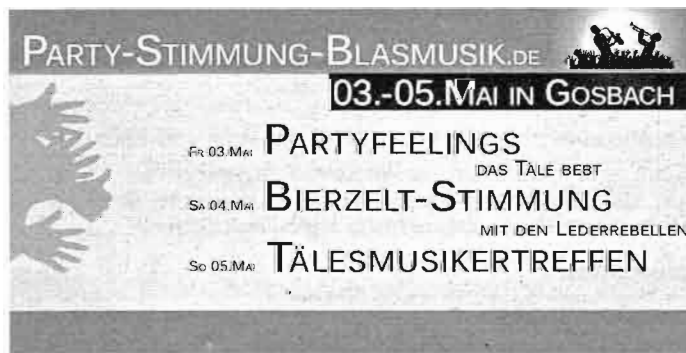 PARTY-STIMMUNG-BLASMUSIK.DE
03.-05.MAI IN GOSBACH
FR 03.MAI PARTYFEELINGS
DAS TÄLE BEBT
SA 04.MAI BIERZELT-STIMMUNG
MIT DEN LEDERREBELLEN
SO 05.MAI TÄLESMUSIKERTREFFEN